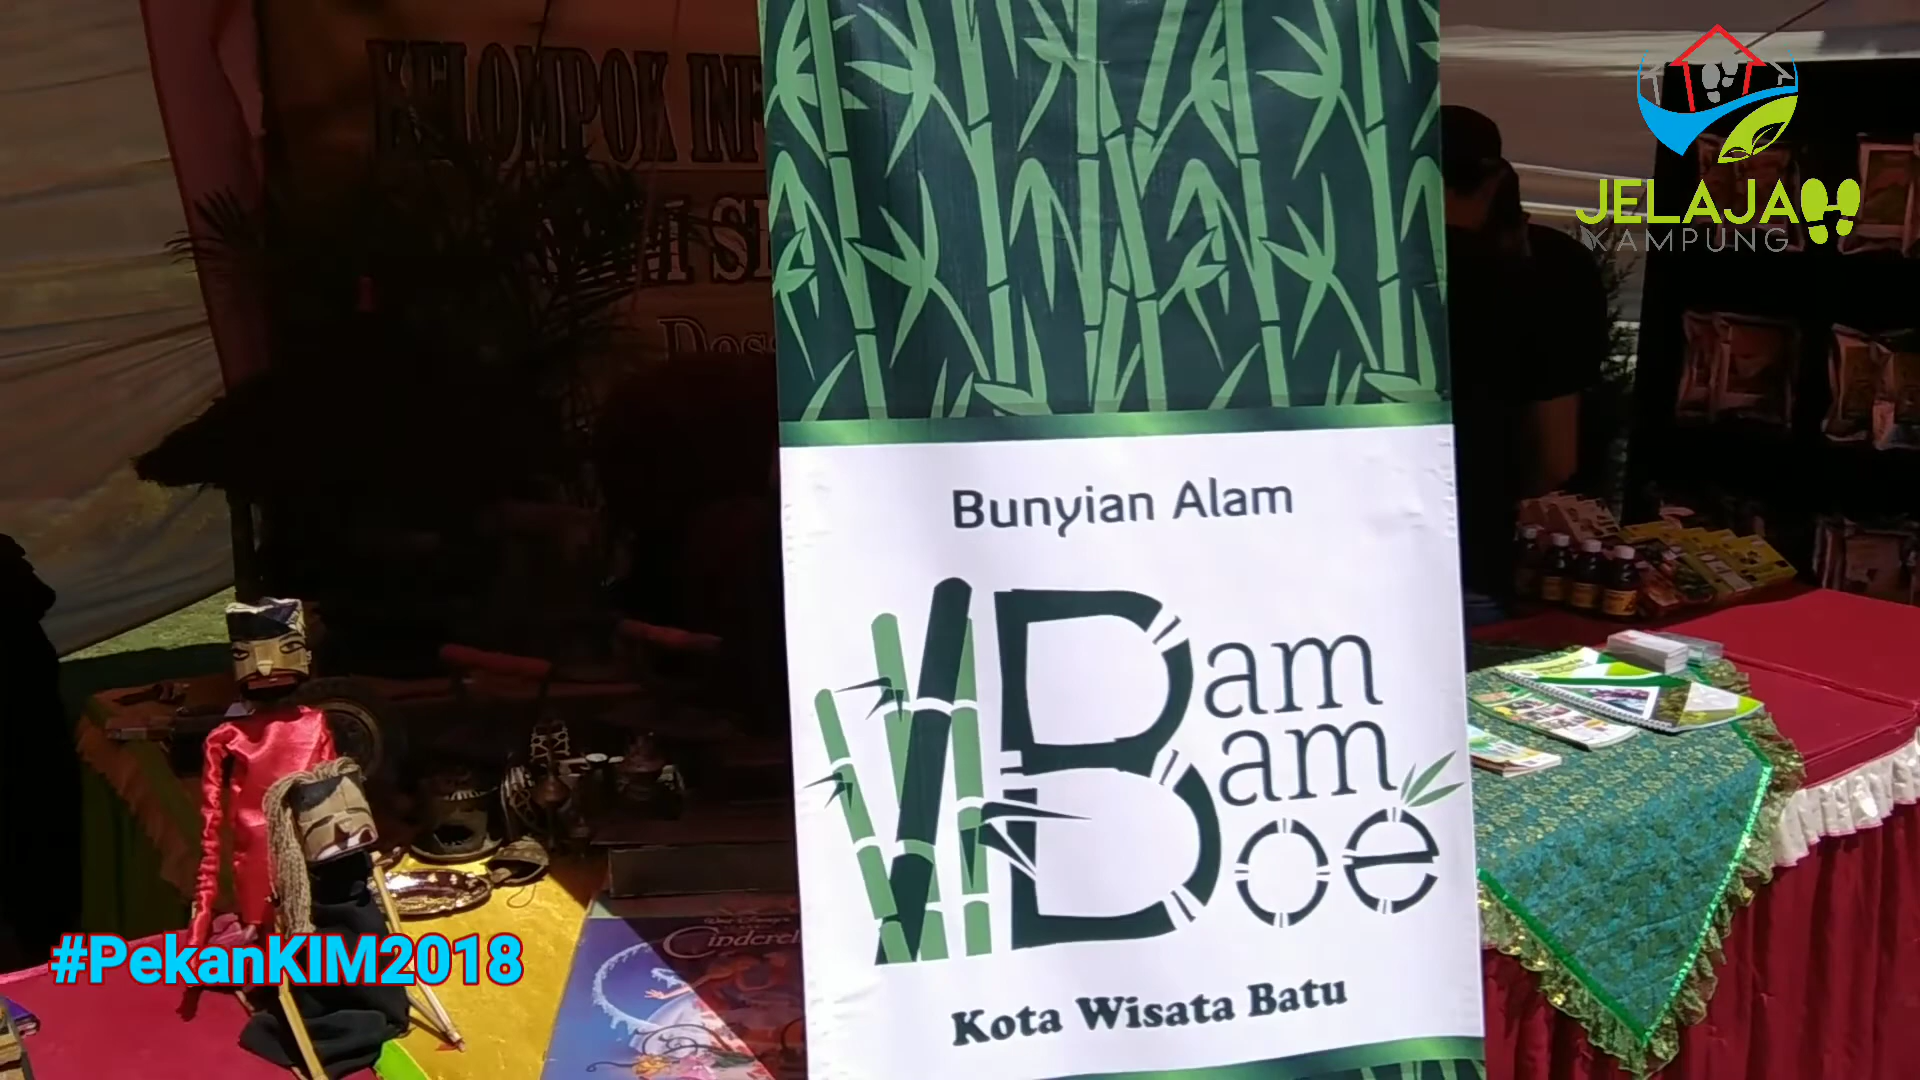 KELOMPOK INF
JELAJAH
KAMPUNG
Bunyian Alam
Bam
Bam
Boe
Kota Wisata Batu
Cinderel
#PekanKIM2018